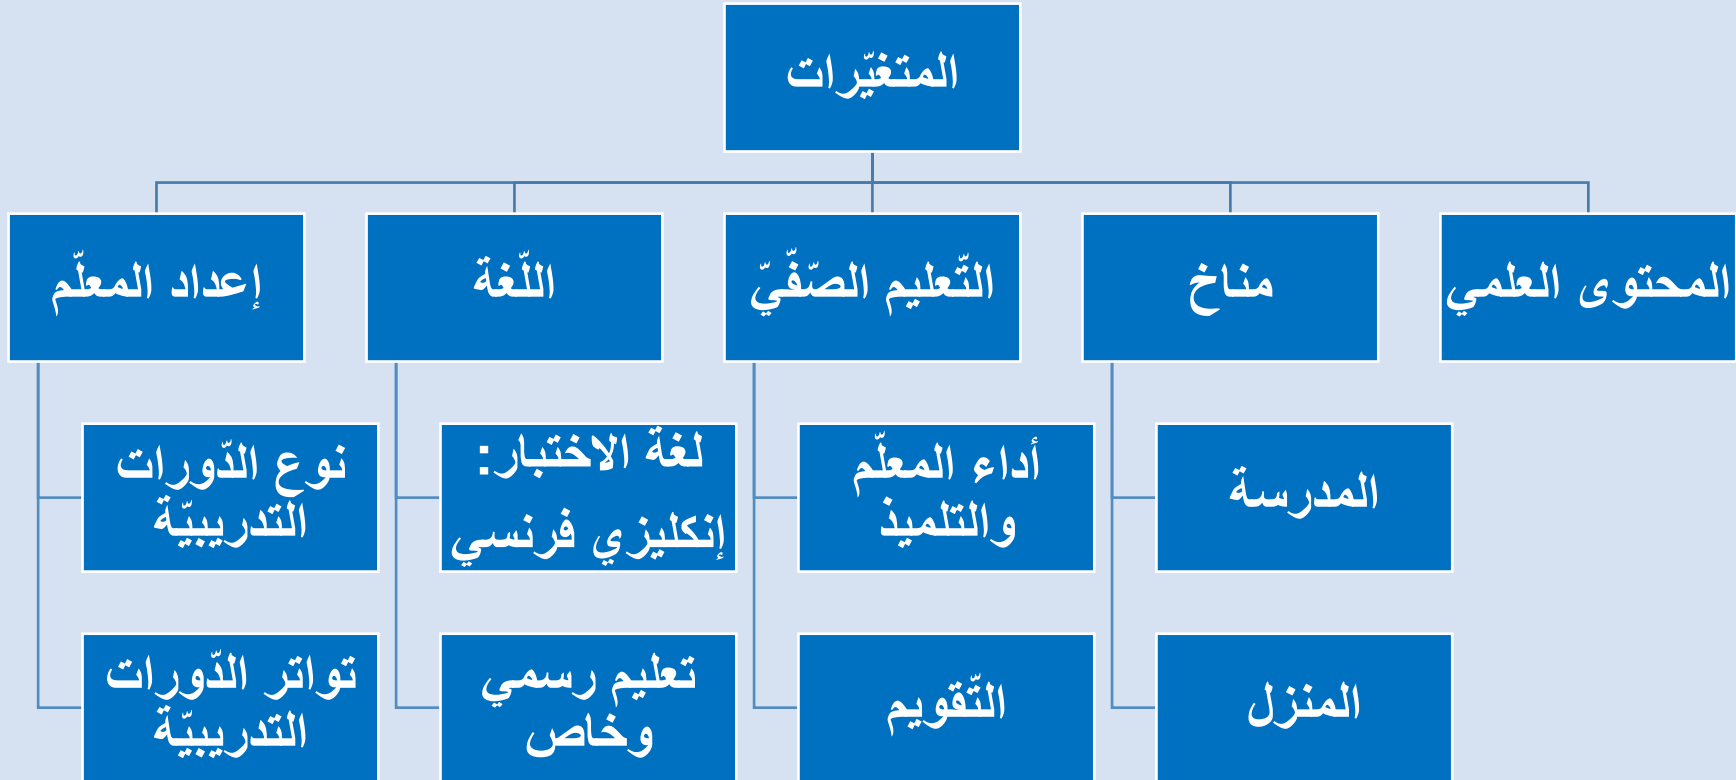 المتغيّرات
المحتوى العلمي
مناخ
التّعليم الصّفّيّ
اللّغة
إعداد المعلّم
المدرسة
أداء المعلّم
والتلميذ
لغة الاختبار:
إنكليزي فرنسي
نوع الدّورات
التدريبيّة
المنزل
التّقويم
تعليم رسمي
وخاص
تواتر الدّورات
التدريبيّة